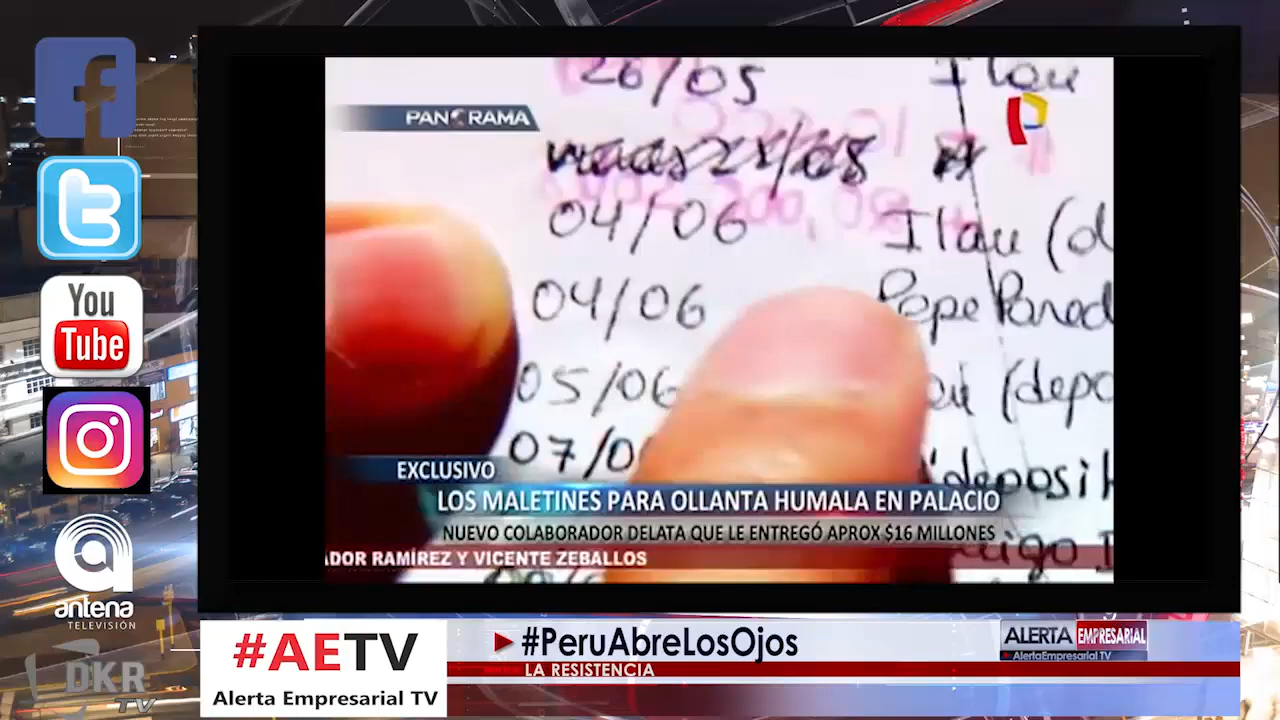 f
t
You
Tube
antena
TELEVISIÓN
DKR
TV
PANORAMA
26/05 Ilau
04/06 Ilau (d
04/06 Pepe Pared
05/06 (depo
07/0 deposit
EXCLUSIVO
LOS MALETINES PARA OLLANTA HUMALA EN PALACIO
NUEVO COLABORADOR DELATA QUE LE ENTREGÓ APROX $16 MILLONES
ADOR RAMÍREZ Y VICENTE ZEBALLOS
#AETV
Alerta Empresarial TV
#PeruAbreLosOjos
LA RESISTENCIA
ALERTA EMPRESARIAL
AlertaEmpresarial TV